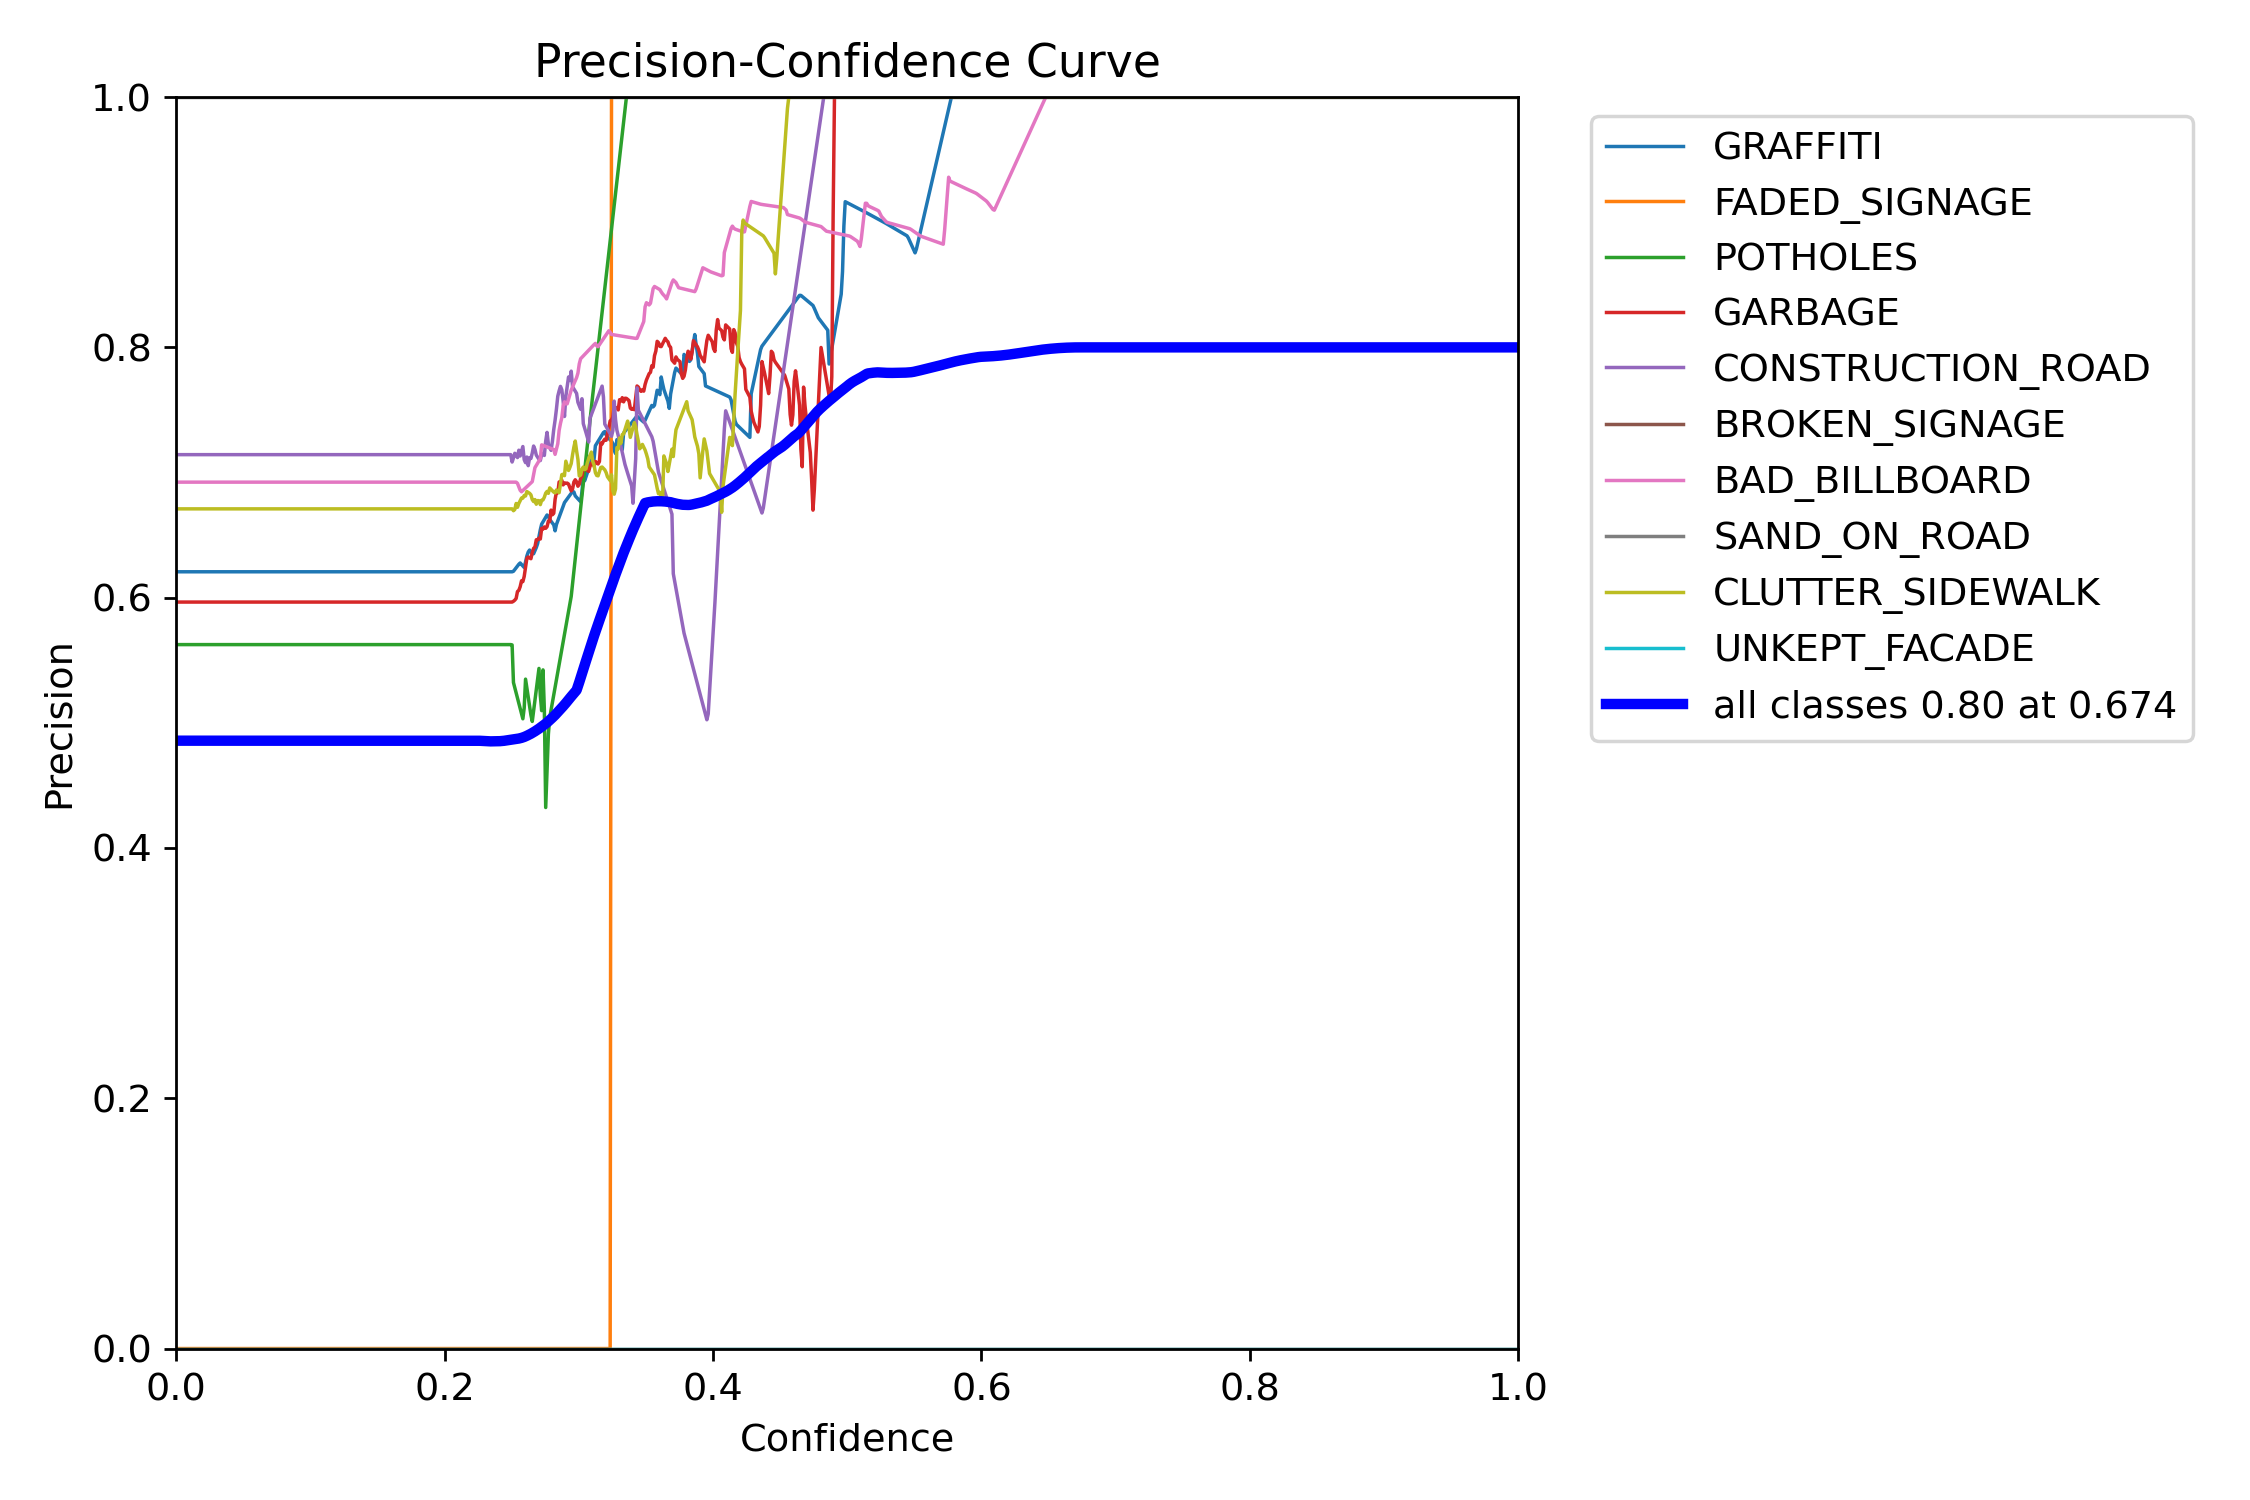 Precision-Confidence Curve
1.0
0.8
0.6
0.4
0.2
0.0
Precision
0.0 0.2 0.4 0.6 0.8 1.0
Confidence
GRAFFITI
FADED_SIGNAGE
POTHOLES
GARBAGE
CONSTRUCTION_ROAD
BROKEN_SIGNAGE
BAD_BILLBOARD
SAND_ON_ROAD
CLUTTER_SIDEWALK
UNKEPT_FACADE
all classes 0.80 at 0.674